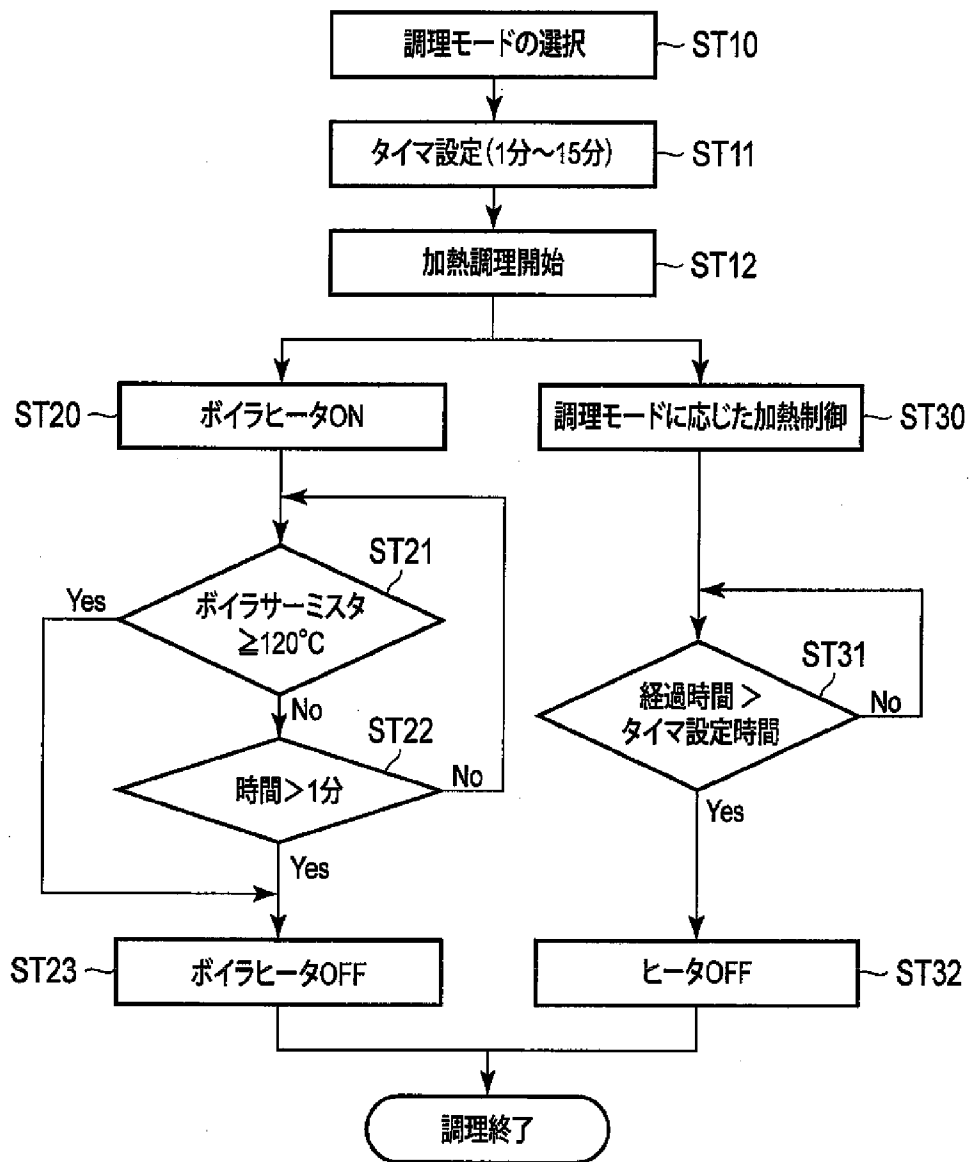 調理モードの選択
ST10
タイマ設定(1分～15分)
ST11
加熱調理開始
ST12
ST20
ボイラヒータON
調理モードに応じた加熱制御
ST30
ST21
Yes
ボイラサーミスタ
≧120°C
No
ST22
時間＞1分
No
Yes
ST31
経過時間＞
タイマ設定時間
No
Yes
ST23
ボイラヒータOFF
ヒータOFF
ST32
調理終了